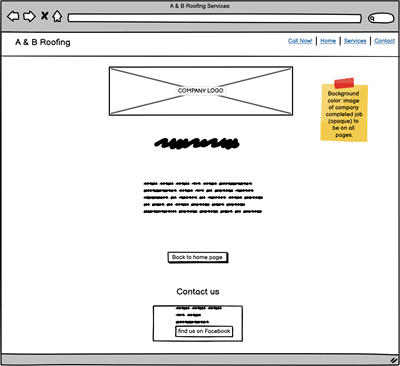 A & B Roofing Services
A & B Roofing
Call Now!
Home
Services
Contact
COMPANY LOGO
Background
color: image
of company
completed job
(opaque) to
be on all
pages.
Back to home page
Contact us
find us on Facebook